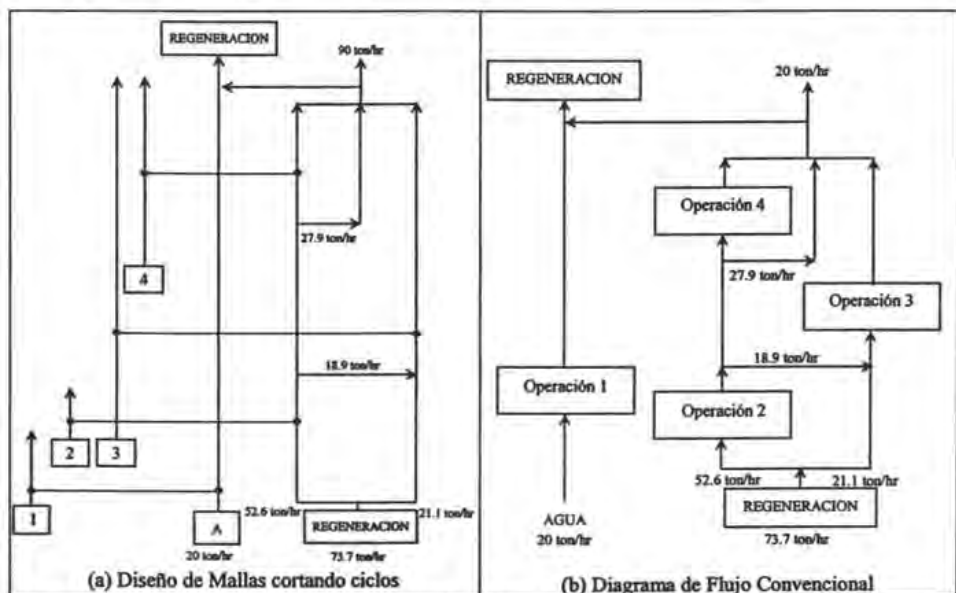 REGENERACION
90 ton/hr
27.9 ton/hr
4
18.9 ton/hr
2
3
1
A
20 ton/hr
52.6 ton/hr
REGENERACION
21.1 ton/hr
73.7 ton/hr
(a) Diseño de Mallas cortando ciclos
REGENERACION
20 ton/hr
Operación 4
27.9 ton/hr
Operación 3
18.9 ton/hr
Operación 1
Operación 2
52.6 ton/hr
21.1 ton/hr
REGENERACION
73.7 ton/hr
AGUA
20 ton/hr
(b) Diagrama de Flujo Convencional